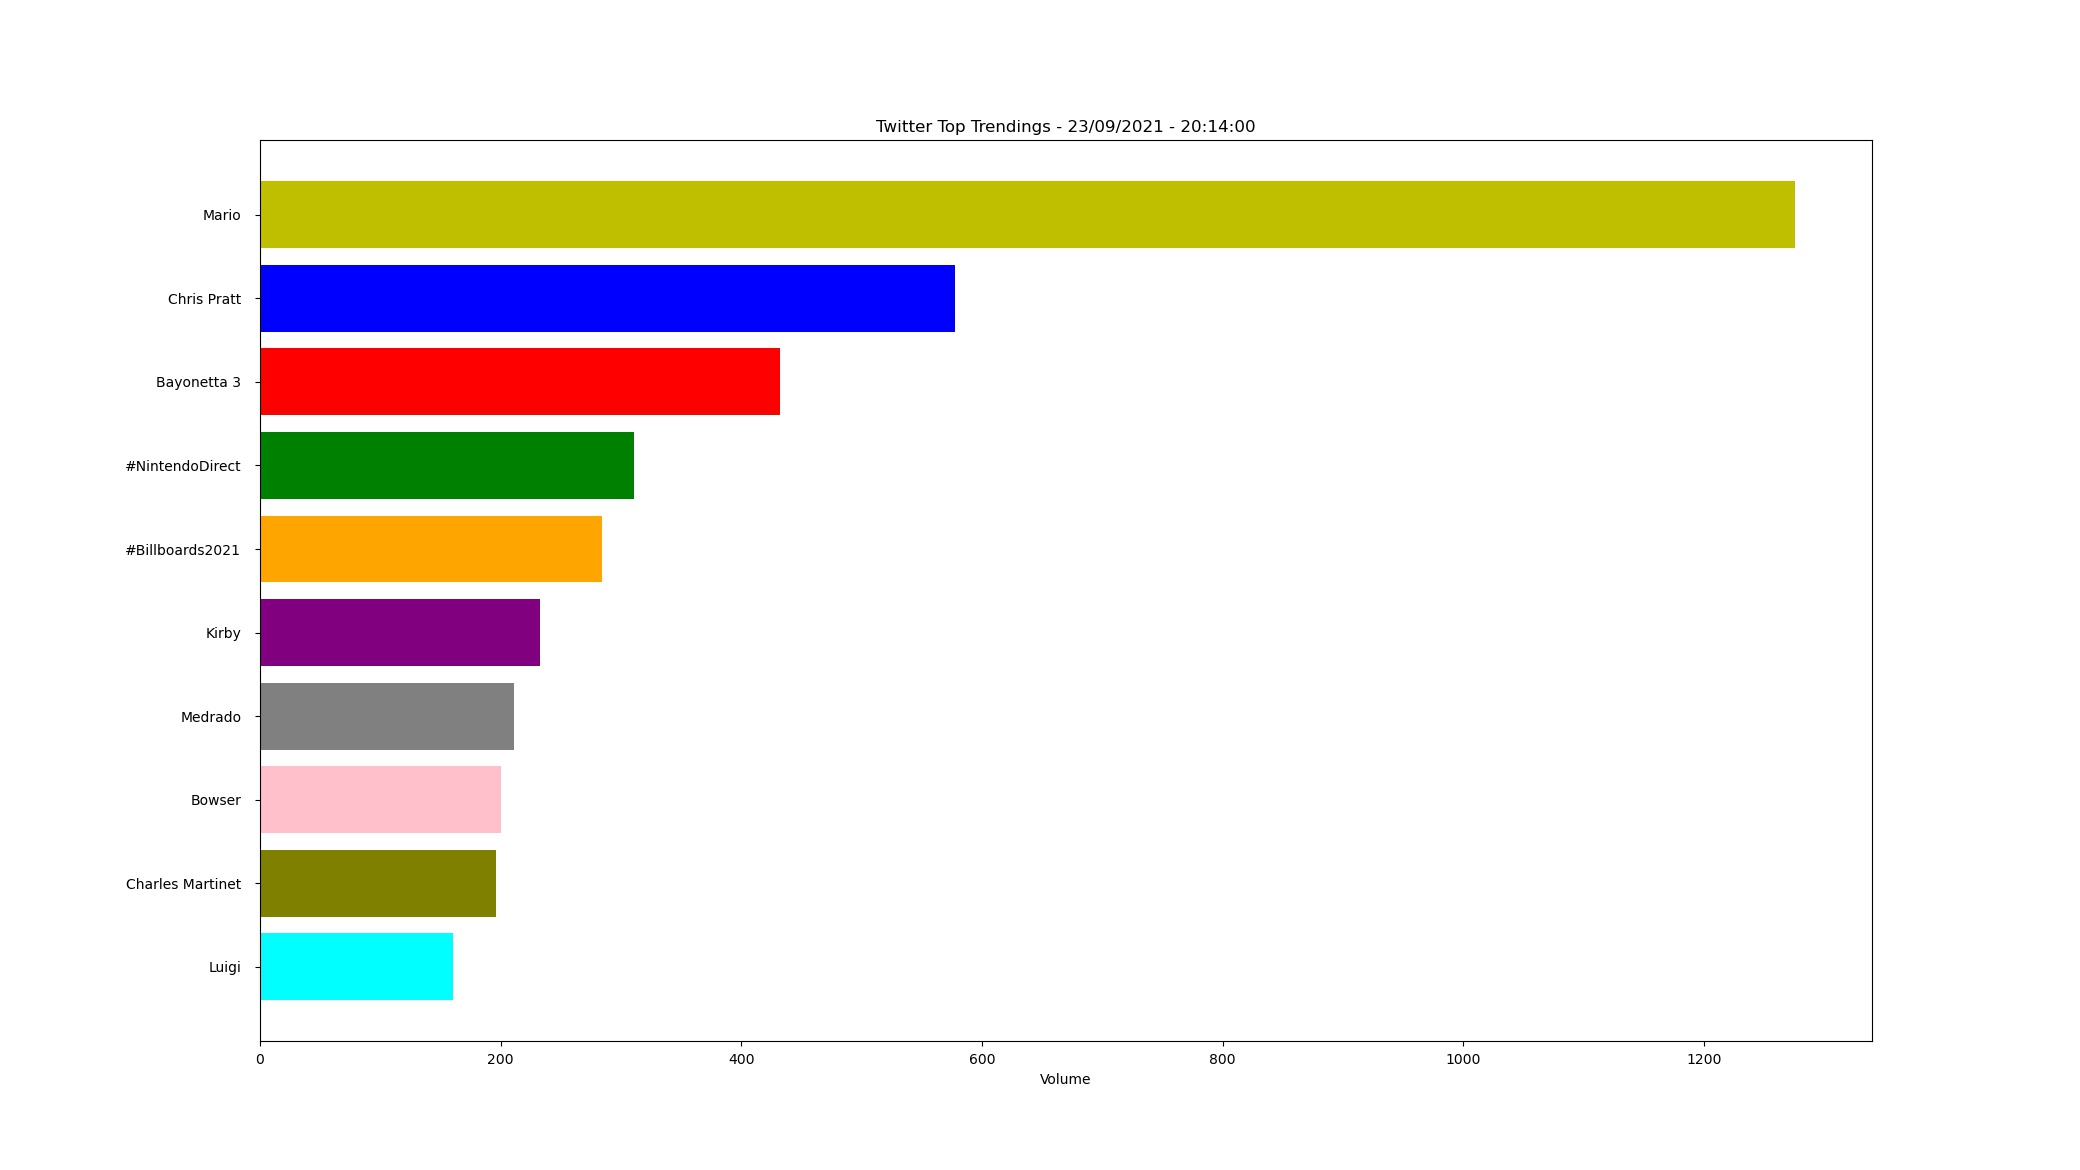 Twitter Top Trendings - 23/09/2021 - 20:14:00
Mario
Chris Pratt
Bayonetta 3
#NintendoDirect
#Billboards2021
Kirby
Medrado
Bowser
Charles Martinet
Luigi
0 200 400 600 800 1000 1200
Volume